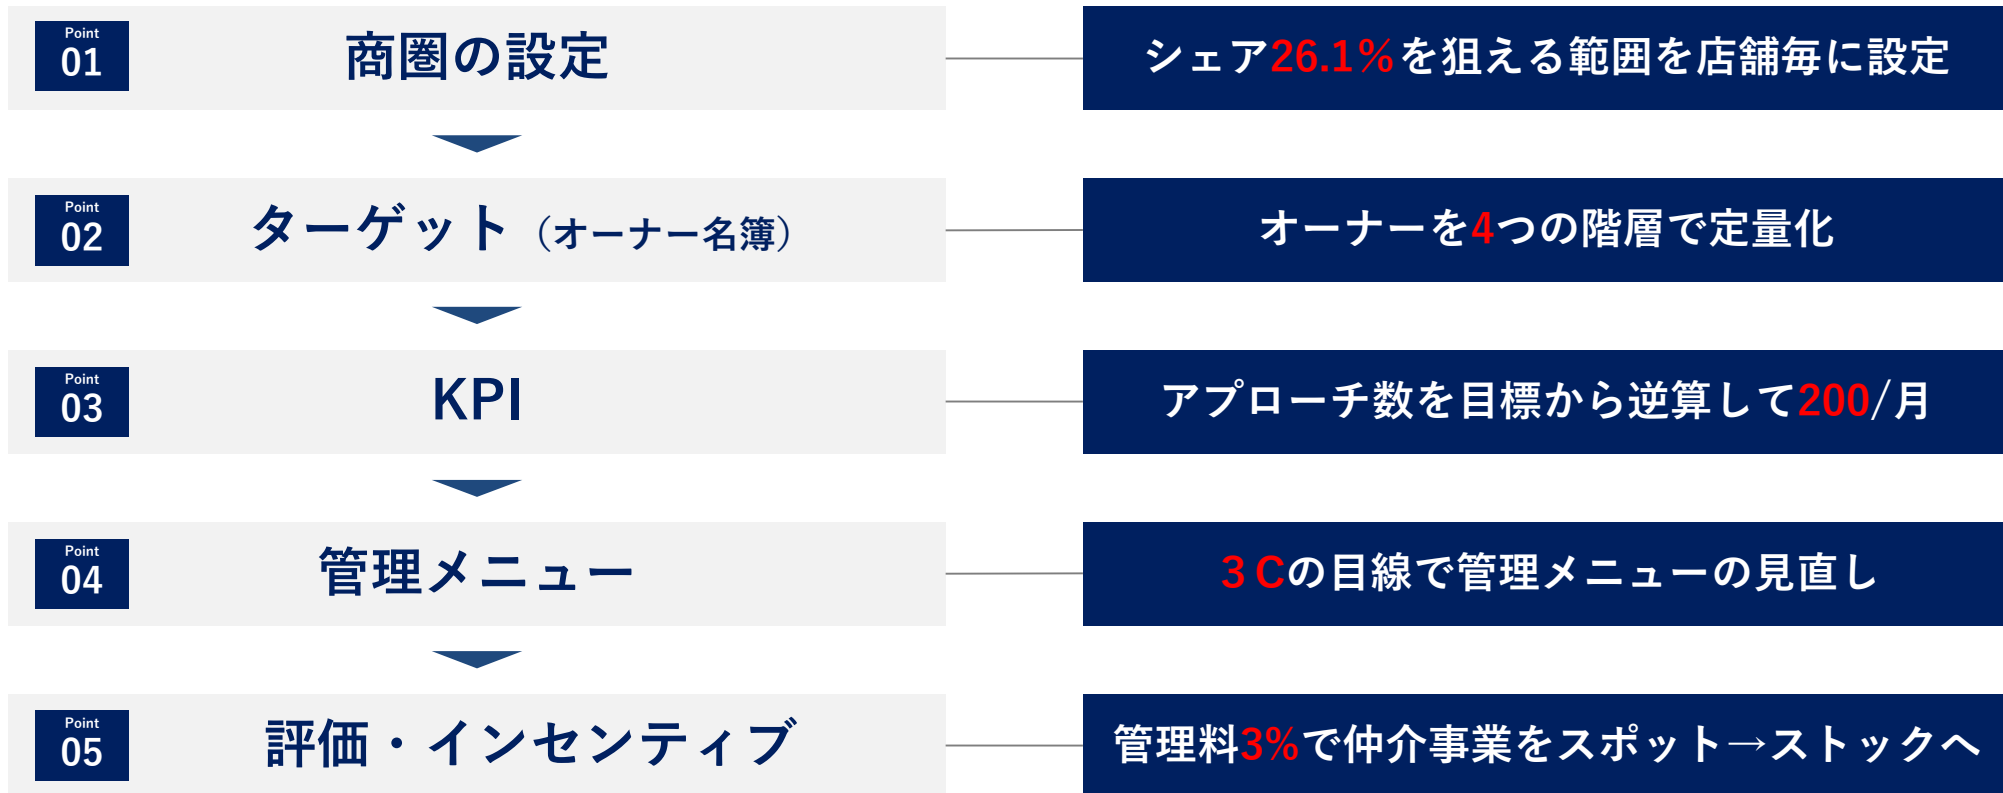 Point
01
商圏の設定
シェア26.1%を狙える範囲を店舗毎に設定
Point
02
ターゲット（オーナー名簿）
オーナーを4つの階層で定量化
Point
03
KPI
アプローチ数を目標から逆算して200/月
Point
04
管理メニュー
３Cの目線で管理メニューの見直し
Point
05
評価・インセンティブ
管理料3%で仲介事業をスポット→ストックへ